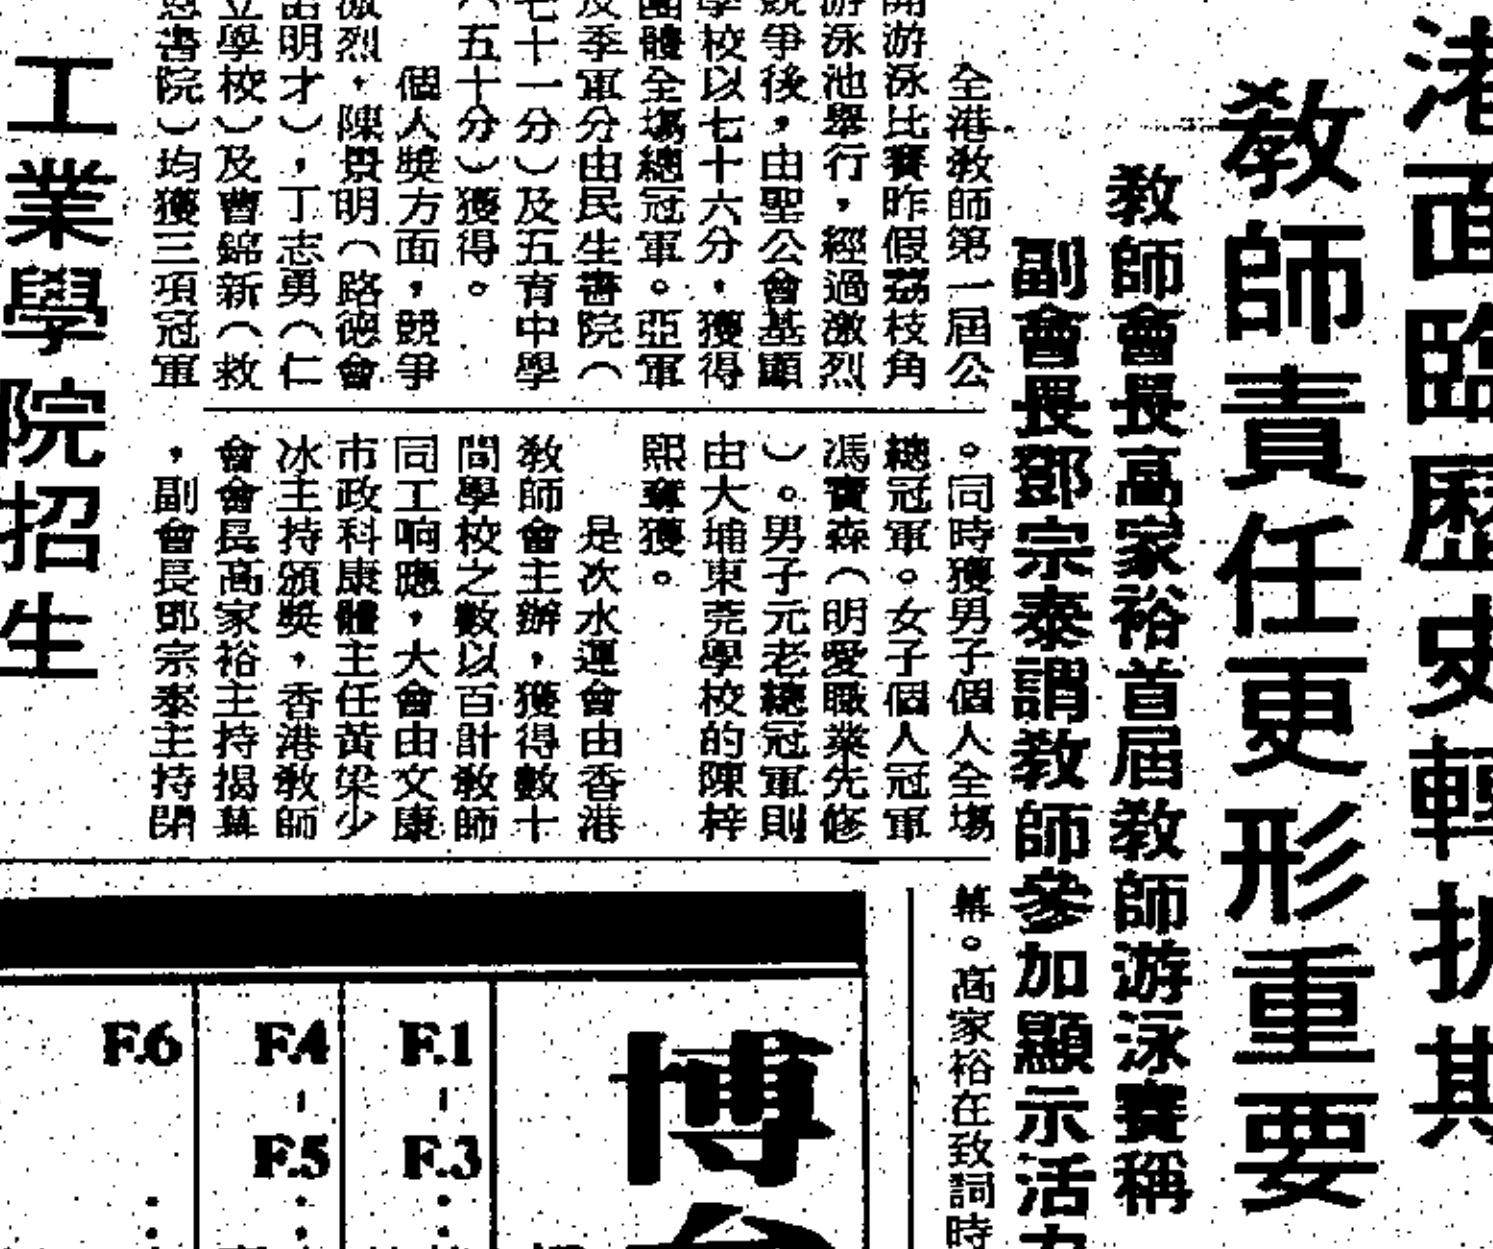 港面臨歷史轉折期
教師責任更形重要
教師會長高家裕首届教師游泳賽稱
副會長鄧宗泰謂教師參加顯示活力
全港教師第一屆公
開游泳比賽昨假荔枝角
游泳池舉行，經過激烈
競爭後，由聖公會基顯
學校以七十六分，獲得
團體全塲總冠軍。亞軍
及季軍分由民生書院（
七十一分）及五育中學
（五十分）獲得。
個人獎方面，競爭
激烈，陳貫明（路德會
明才），丁志勇（仁
立學校）及曹錦新（救
恩書院）均獲三項冠軍
。同時獲男子個人全塲
總冠軍。女子個人冠軍
馮寶森（明愛職業先修
）。男子元老總冠軍則
由大埔東莞學校的陳梓
熙奪獲。
是次水運會由香港
教師會主辦，獲得數十
間學校之數以百計教師
同工响應，大會由文康
市政科康體主任黃梁少
冰主持頒獎，香港教師
會會長高家裕主持揭幕
，副會長鄧宗泰主持閉
幕。高家裕在致詞時
工業學院招生
博
F.1
-
F.3
F.4
-
F.5
F.6